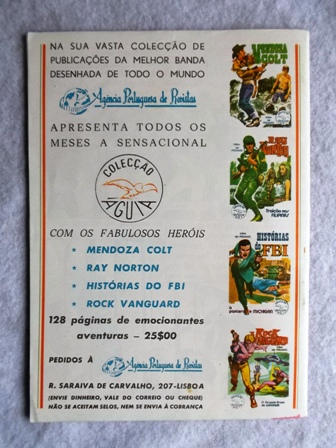 NA SUA VASTA COLECÇÃO DE
PUBLICAÇÕES DA MELHOR BANDA
DESENHADA DE TODO O MUNDO
Agência Portuguesa de Revistas
APRESENTA TODOS OS
MESES A SENSACIONAL
COLECÇÃO
ÁGUIA
COM OS FABULOSOS HERÓIS
* MENDOZA COLT
* RAY NORTON
* HISTÓRIAS DO FBI
* ROCK VANGUARD
128 páginas de emocionantes
aventuras – 25$00
PEDIDOS À
Agência Portuguesa de Revistas
R. SARAIVA DE CARVALHO, 207-LISBOA
(ENVIE DINHEIRO, VALE DO CORREIO OU CHEQUE)
NÃO SE ACEITAM SELOS, NEM SE ENVIA À COBRANÇA
MENDOZA
COLT
RAY
NORTON
HISTÓRIAS
DO FBI
ROCK
VANGUARD